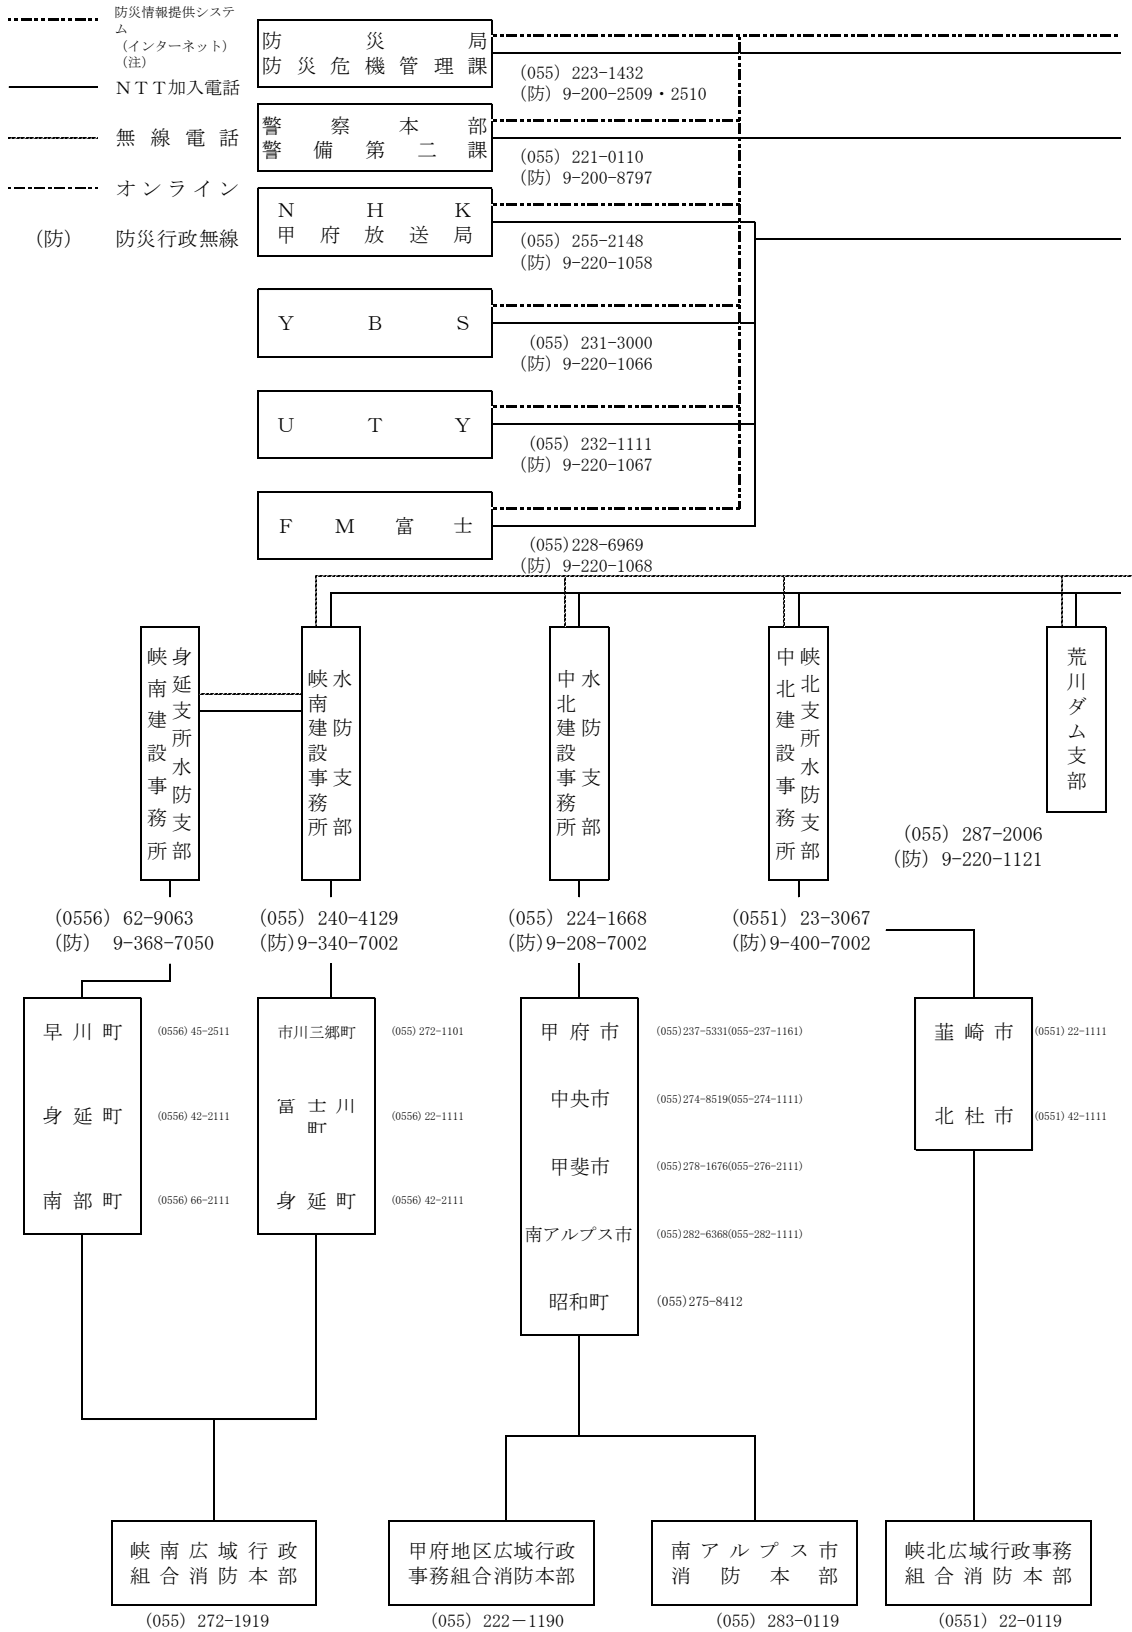 防災情報提供システ
ム
（インターネット）
（注）
ＮＴＴ加入電話
無線電話
オンライン
（防）　防災行政無線
防災局
防災危機管理課
（055）223-1432
（防）9-200-2509・2510
警察本部
警備第二課
（055）221-0110
（防）9-200-8797
ＮＨＫ
甲府放送局
（055）255-2148
（防）9-220-1058
ＹＢＳ
（055）231-3000
（防）9-220-1066
ＵＴＹ
（055）232-1111
（防）9-220-1067
ＦＭ富士
（055)228-6969
（防）9-220-1068
身延支所水防支部
峡南建設事務所
水防支部
峡南建設事務所
水防支部
中北建設事務所
峡北支所水防支部
中北建設事務所
荒川ダム支部
（055）287-2006
（防）9-220-1121
（0556）62-9063
（防）　9-368-7050
（055）240-4129
（防)9-340-7002
（055）224-1668
（防)9-208-7002
（0551）23-3067
（防)9-400-7002
早川町　(0556) 45-2511
身延町　(0556) 42-2111
南部町　(0556) 66-2111
市川三郷町　(055) 272-1101
富士川
町
(0556) 22-1111
身延町　(0556) 42-2111
甲府市　(055)237-5331(055-237-1161)
中央市　(055)274-8519(055-274-1111)
甲斐市　(055)278-1676(055-276-2111)
南アルプス市　(055)282-6368(055-282-1111)
昭和町　(055)275-8412
韮崎市　(0551) 22-1111
北杜市　(0551) 42-1111
峡南広域行政
組合消防本部
（055）272-1919
甲府地区広域行政
事務組合消防本部
（055）222－1190
南アルプス市
消防本部
（055）283-0119
峡北広域行政事務
組合消防本部
（0551）22-0119